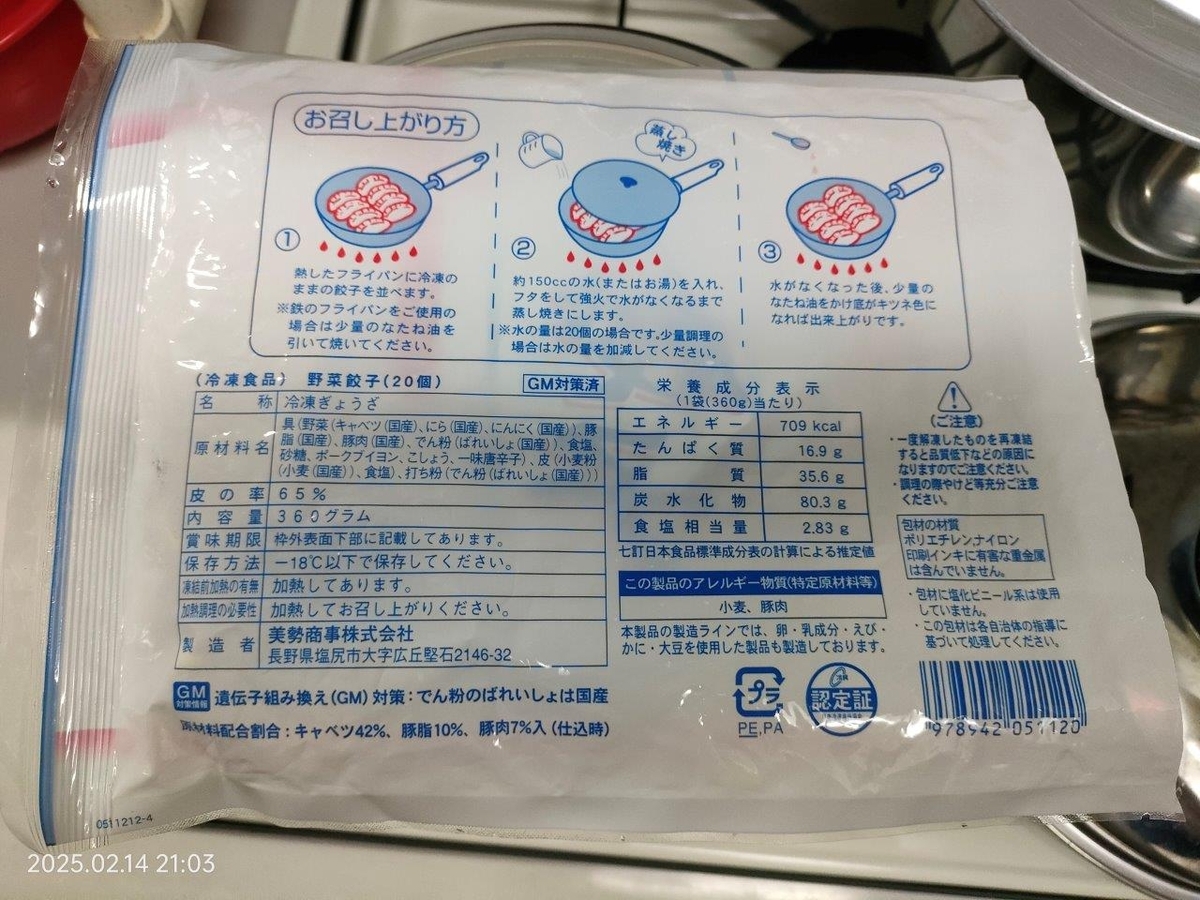 お召し上がり方
蒸し
焼き
①
熱したフライパンに冷凍の
ままの餃子を並べます。
※鉄のフライパンをご使用の
場合は少量のなたね油を
引いて焼いてください。
②
約150ccの水(またはお湯)を入れ、
フタをして強火で水がなくなるまで
蒸し焼きにします。
※水の量は20個の場合です。少量調理の
場合は水の量を加減してください。
③
水がなくなった後、少量の
なたね油をかけ底がキツネ色に
なれば出来上がりです。
(冷凍食品) 野菜餃子(20個) GM対策済
名称 冷凍ぎょうざ
原材料名 具(野菜(キャベツ(国産)、にら(国産)、にんにく(国産))、豚
脂(国産)、豚肉(国産)、でん粉(ばれいしょ(国産))、食塩、
砂糖、ポークブイヨン、こしょう、一味唐辛子)、皮(小麦粉
(小麦(国産))、食塩)、打ち粉(でん粉(ばれいしょ(国産)))
皮の率 65%
内容量 360グラム
賞味期限 枠外表面下部に記載してあります。
保存方法 −18℃以下で保存してください。
凍結前加熱の有無 加熱してあります。
加熱調理の必要性 加熱してお召し上がりください。
製造者 美勢商事株式会社
長野県塩尻市大字広丘堅石2146-32
GM対策情報 遺伝子組み換え(GM)対策:でん粉のばれいしょは国産
原材料配合割合:キャベツ42%、豚脂10%、豚肉7%入(仕込時)
栄養成分表示
(1袋(360g)当たり)
エネルギー 709 kcal
たんぱく質 16.9 g
脂質 35.6 g
炭水化物 80.3 g
食塩相当量 2.83 g
七訂日本食品標準成分表の計算による推定値
この製品のアレルギー物質(特定原材料等)
小麦、豚肉
本製品の製造ラインでは、卵・乳成分・えび・
かに・大豆を使用した製品も製造しております。
プラ
PE,PA
認定証
(ご注意)
・一度解凍したものを再凍結
すると品質低下などの原因に
なりますのでご注意ください。
・調理の際やけど等充分ご注意
ください。
包材の材質
ポリエチレン,ナイロン
印刷インキに有害な重金属
は含んでいません。
・包材に塩化ビニール系は使用
していません。
・この包材は各自治体の指導に
基づいて処理してください。
978942 051120
0511212-4
2025.02.14 21:03